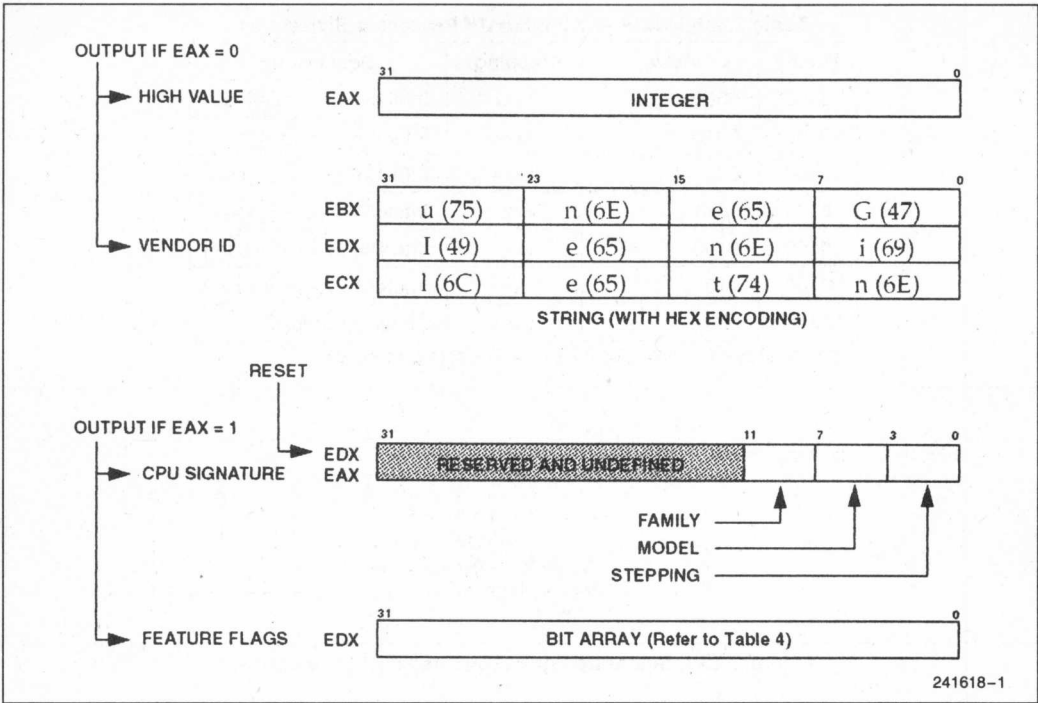 OUTPUT IF EAX = 0
31 0
HIGH VALUE EAX INTEGER
31 23 15 7 0
EBX u (75) n (6E) e (65) G (47)
VENDOR ID EDX I (49) e (65) n (6E) i (69)
ECX l (6C) e (65) t (74) n (6E)
STRING (WITH HEX ENCODING)
RESET
OUTPUT IF EAX = 1
31 11 7 3 0
EDX
CPU SIGNATURE EAX RESERVED AND UNDEFINED
FAMILY
MODEL
STEPPING
31 0
FEATURE FLAGS EDX BIT ARRAY (Refer to Table 4)
241618-1